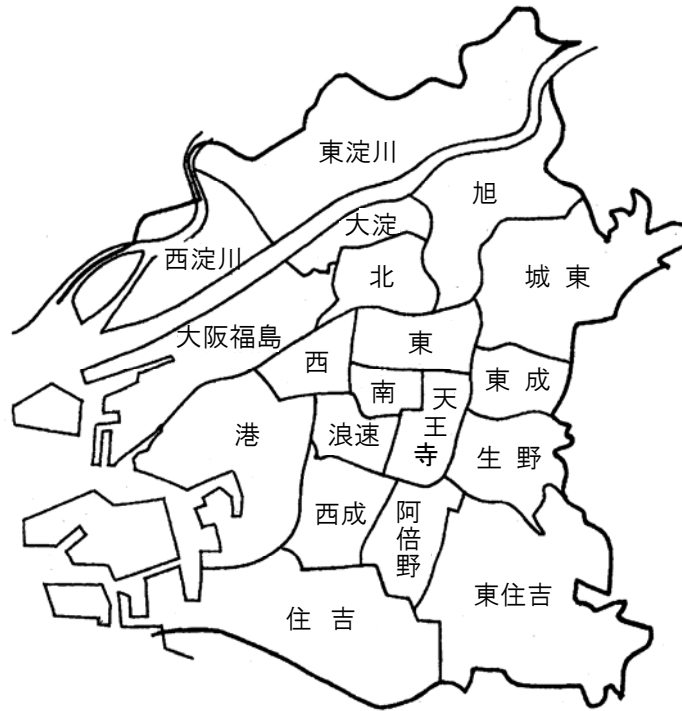 東淀川
旭
大淀
西淀川
北
城東
大阪福島
東
西
東成
南
天王寺
港
浪速
生野
西成
阿倍野
東住吉
住吉